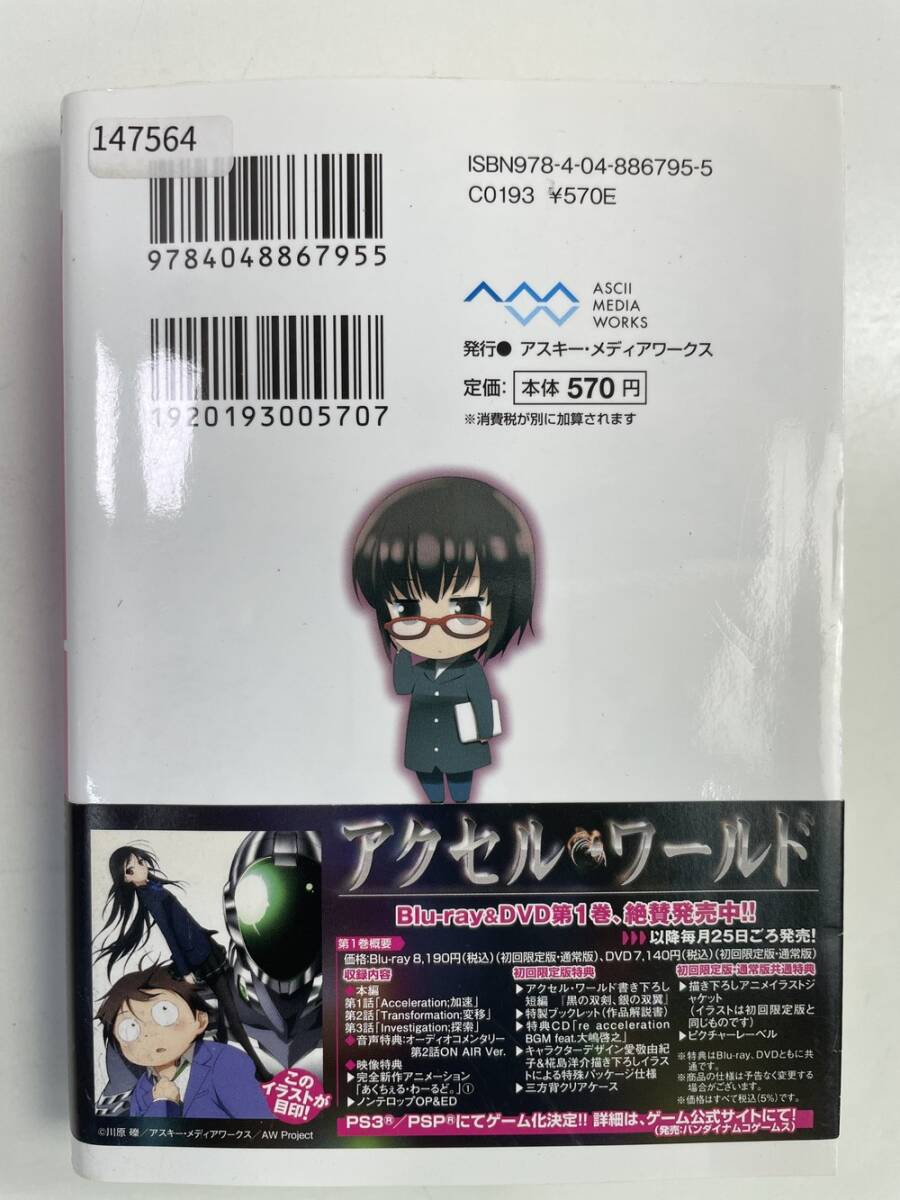 147564
9784048867955
1920193005707
ISBN978-4-04-886795-5
C0193 ¥570E
ASCII
MEDIA
WORKS
発行● アスキー・メディアワークス
定価: 本体 570 円
※消費税が別に加算されます
アクセル・ワールド
Blu-ray&DVD第1巻、絶賛発売中!!
以降毎月25日ごろ発売!
第1巻概要
価格:Blu-ray 8,190円(税込)(初回限定版・通常版)、DVD 7,140円(税込)(初回限定版・通常版)
収録内容
◆本編
第1話「Acceleration;加速」
第2話「Transformation;変移」
第3話「Investigation;探索」
◆音声特典:オーディオコメンタリー
第2話ON AIR Ver.
◆映像特典
▶完全新作アニメーション
「あくちぇる・わーるど。」①
▶ノンテロップOP&ED
初回限定版特典
▶アクセル・ワールド書き下ろし
短編 「黒の双剣、銀の双翼」
▶特製ブックレット(作品解説書)
▶特典CD「re acceleration
BGM feat.大嶋啓之」
▶キャラクターデザイン愛敬由紀
子&椛島洋介描き下ろしイラス
トによる特殊パッケージ仕様
▶三方背クリアケース
初回限定版・通常版共通特典
▶描き下ろしアニメイラストジ
ャケット
(イラストは初回限定版と
同じものです)
▶ピクチャーレーベル
※特典はBlu-ray、DVDともに共
通です。
※商品の仕様は予告なく変更する
場合がございます。
※価格はすべて税込(5%)です。
この
イラストが
目印!
PS3®/PSP®にてゲーム化決定!! 詳細は、ゲーム公式サイトにて!
(発売:バンダイナムコゲームス)
©川原 礫/アスキー・メディアワークス/AW Project